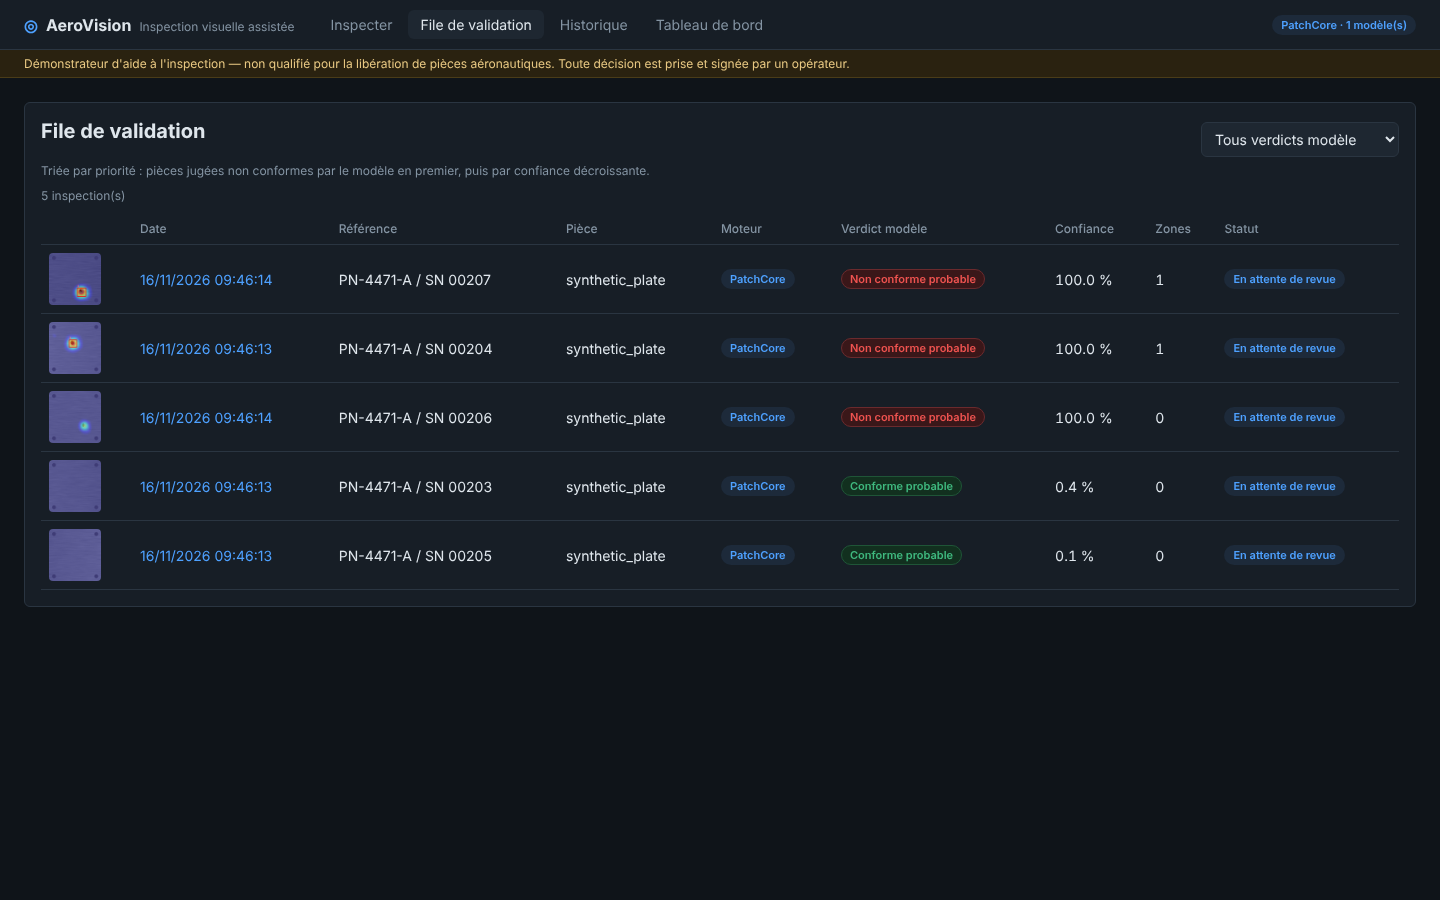 AeroVision Inspection visuelle assistée Inspecter File de validation Historique Tableau de bord PatchCore · 1 modèle(s)
Démonstrateur d'aide à l'inspection — non qualifié pour la libération de pièces aéronautiques. Toute décision est prise et signée par un opérateur.
File de validation
Tous verdicts modèle
Triée par priorité : pièces jugées non conformes par le modèle en premier, puis par confiance décroissante.
5 inspection(s)
Date Référence Pièce Moteur Verdict modèle Confiance Zones Statut
16/11/2026 09:46:14 PN-4471-A / SN 00207 synthetic_plate PatchCore Non conforme probable 100.0 % 1 En attente de revue
16/11/2026 09:46:13 PN-4471-A / SN 00204 synthetic_plate PatchCore Non conforme probable 100.0 % 1 En attente de revue
16/11/2026 09:46:14 PN-4471-A / SN 00206 synthetic_plate PatchCore Non conforme probable 100.0 % 0 En attente de revue
16/11/2026 09:46:13 PN-4471-A / SN 00203 synthetic_plate PatchCore Conforme probable 0.4 % 0 En attente de revue
16/11/2026 09:46:13 PN-4471-A / SN 00205 synthetic_plate PatchCore Conforme probable 0.1 % 0 En attente de revue